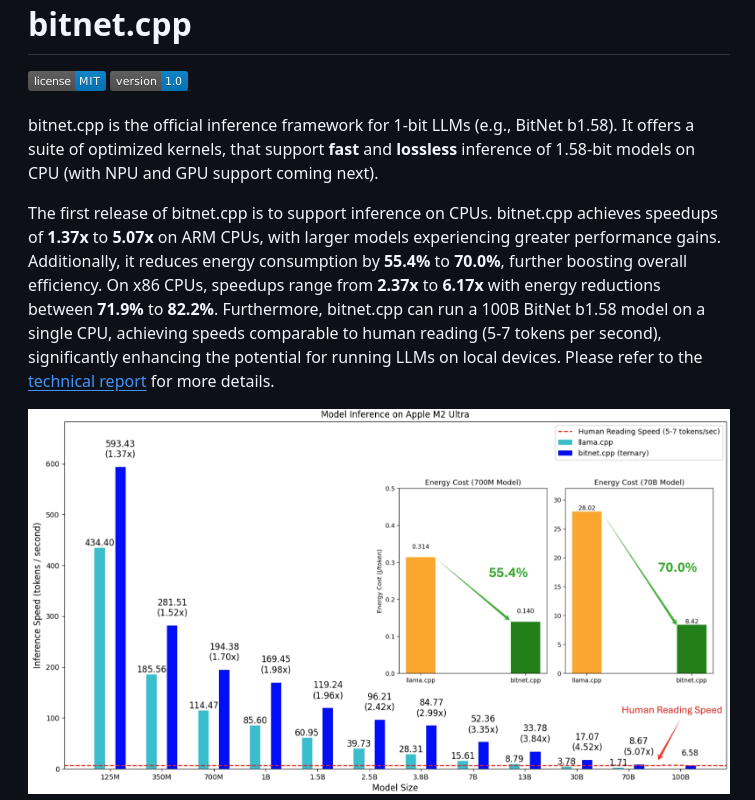 bitnet.cpp
license MIT version 1.0
bitnet.cpp is the official inference framework for 1-bit LLMs (e.g., BitNet b1.58). It offers a
suite of optimized kernels, that support fast and lossless inference of 1.58-bit models on
CPU (with NPU and GPU support coming next).
The first release of bitnet.cpp is to support inference on CPUs. bitnet.cpp achieves speedups
of 1.37x to 5.07x on ARM CPUs, with larger models experiencing greater performance gains.
Additionally, it reduces energy consumption by 55.4% to 70.0%, further boosting overall
efficiency. On x86 CPUs, speedups range from 2.37x to 6.17x with energy reductions
between 71.9% to 82.2%. Furthermore, bitnet.cpp can run a 100B BitNet b1.58 model on a
single CPU, achieving speeds comparable to human reading (5-7 tokens per second),
significantly enhancing the potential for running LLMs on local devices. Please refer to the
technical report for more details.
Model Inference on Apple M2 Ultra
Human Reading Speed (5-7 tokens/sec)
llama.cpp
bitnet.cpp (ternary)
Inference Speed (tokens / second)
600
500
400
300
200
100
0
434.40
593.43
(1.37x)
185.56
281.51
(1.52x)
114.47
194.38
(1.70x)
85.60
169.45
(1.98x)
60.95
119.24
(1.96x)
39.73
96.21
(2.42x)
28.31
84.77
(2.99x)
15.61
52.36
(3.35x)
8.79
33.78
(3.84x)
3.78
17.07
(4.52x)
1.71
8.67
(5.07x)
6.58
Human Reading Speed
125M 350M 700M 1B 1.5B 2.5B 3.8B 7B 13B 30B 70B 100B
Model Size
Energy Cost (700M Model)
Energy Cost (J/token)
0.5
0.4
0.3
0.2
0.1
0.0
0.314
55.4%
0.140
llama.cpp bitnet.cpp
Energy Cost (70B Model)
30
25
20
15
10
5
0
28.02
70.0%
8.42
llama.cpp bitnet.cpp